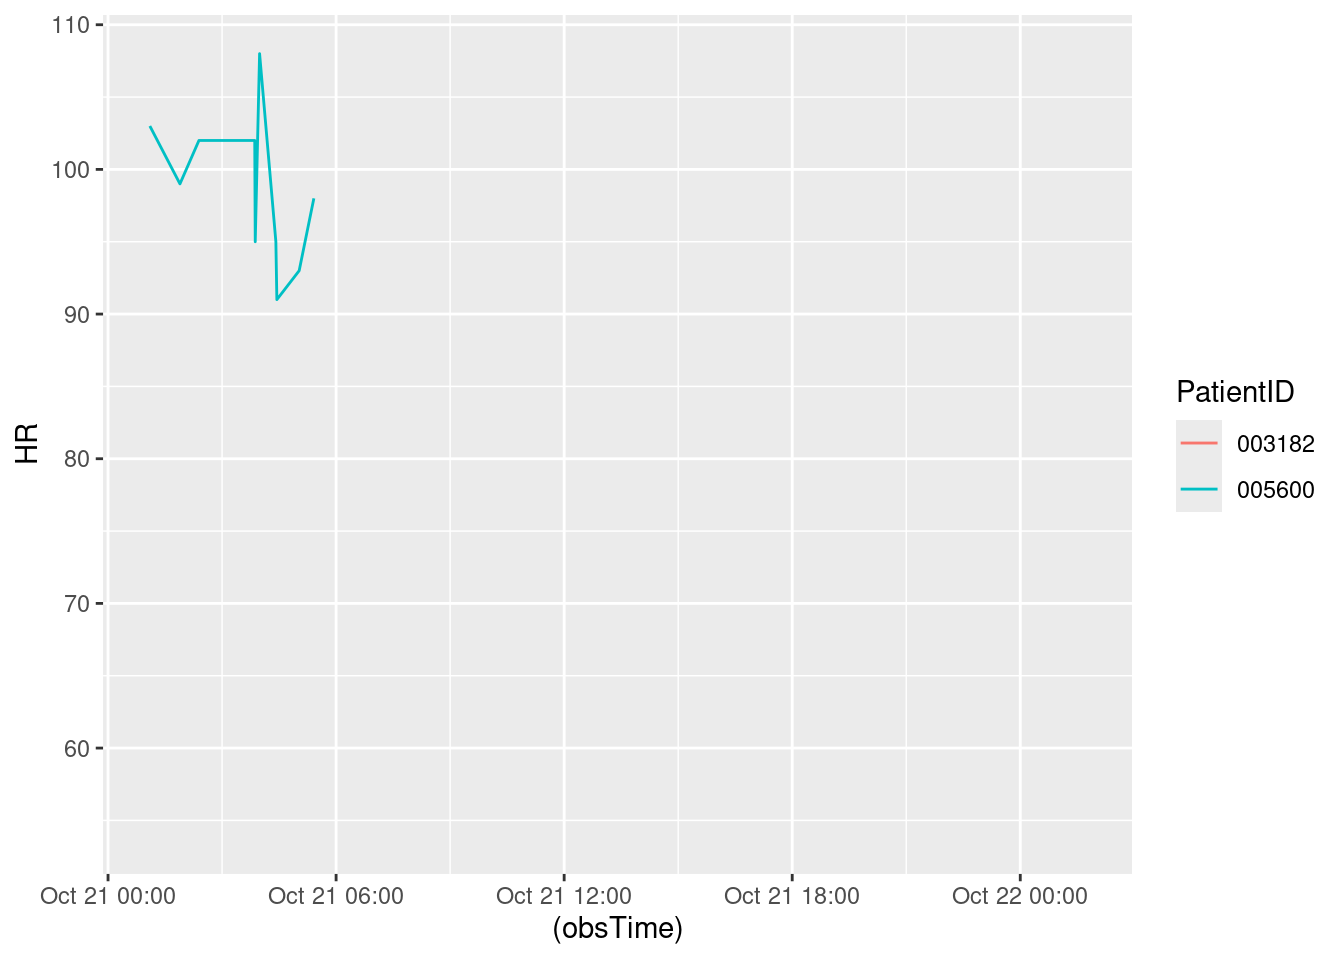 110
100
90
80
70
60
HR
Oct 21 00:00
Oct 21 06:00
Oct 21 12:00
Oct 21 18:00
Oct 22 00:00
(obsTime)
PatientID
003182
005600